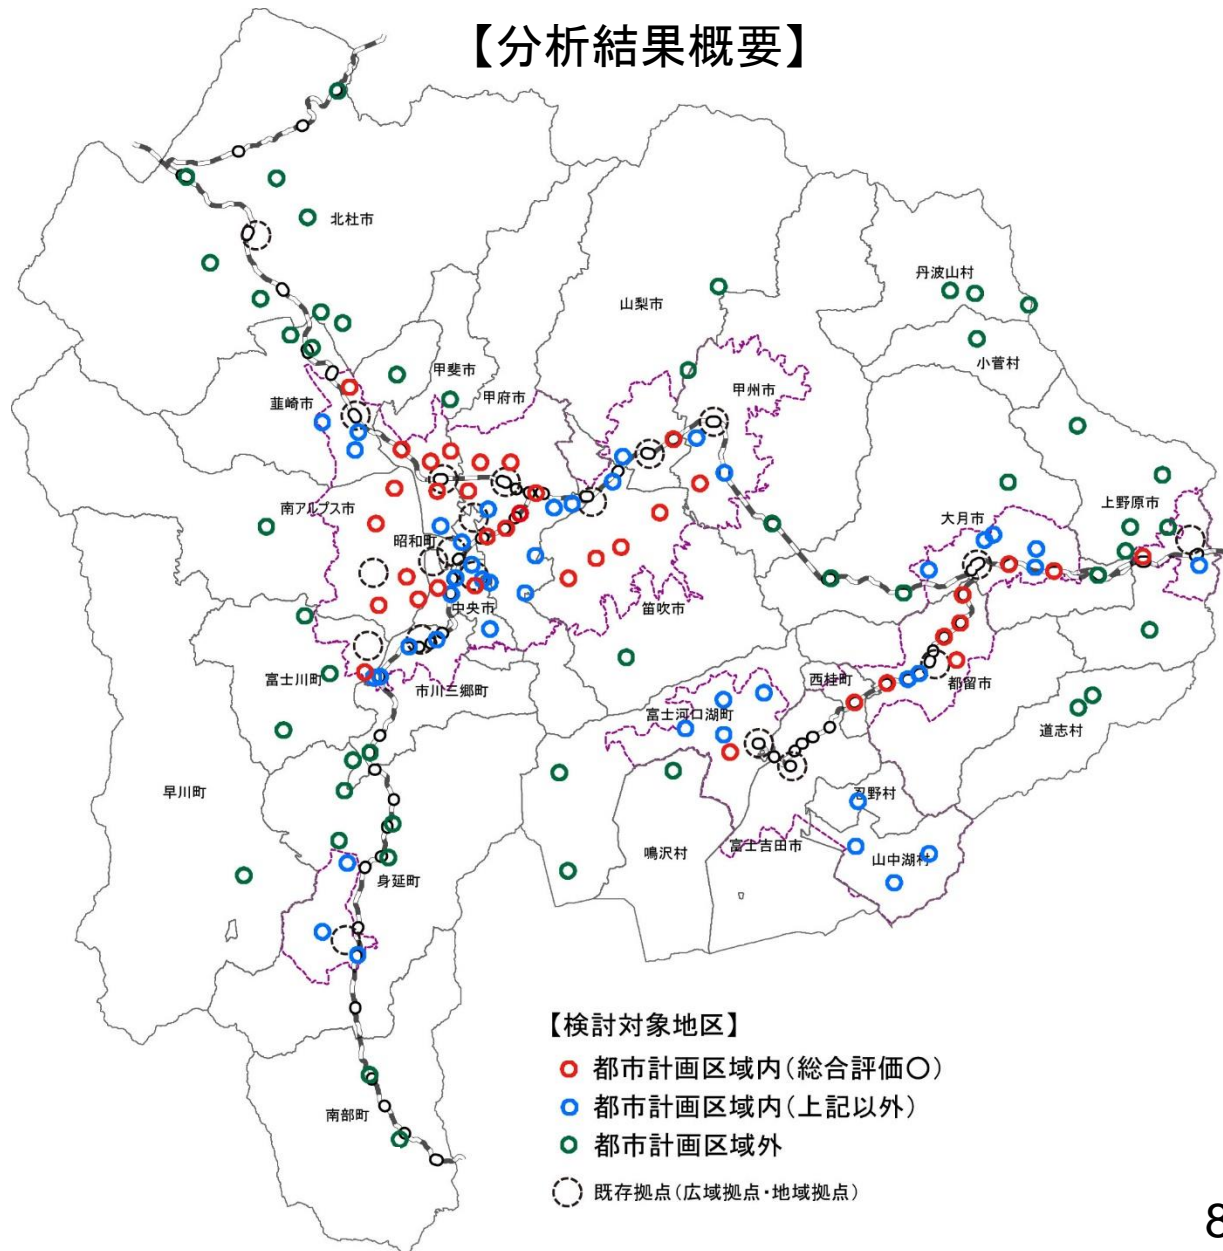 【分析結果概要】
北杜市
丹波山村
山梨市
小菅村
甲斐市
甲州市
韮崎市
甲府市
上野原市
南アルプス市
大月市
昭和町
中央市
笛吹市
富士川町
市川三郷町
西桂町
都留市
富士河口湖町
道志村
早川町
忍野村
鳴沢村
富士吉田市
山中湖村
身延町
南部町
【検討対象地区】
都市計画区域内(総合評価〇)
都市計画区域内(上記以外)
都市計画区域外
既存拠点(広域拠点・地域拠点)
8